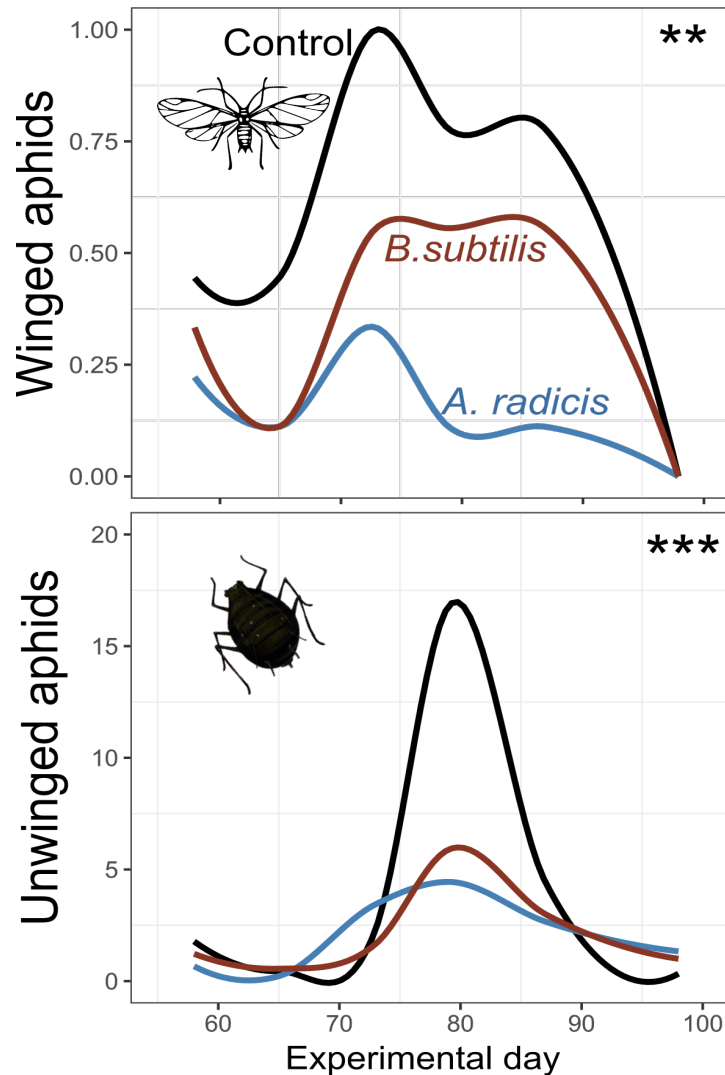 Control
**
1.00
0.75
0.50
0.25
0.00
Winged aphids
B.subtilis
A. radicis
***
20
15
10
5
0
Unwinged aphids
60 70 80 90 100
Experimental day